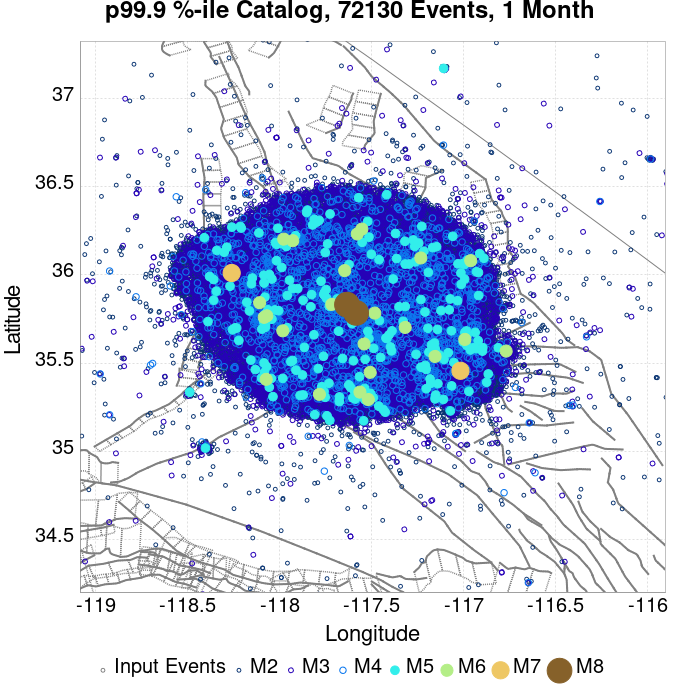 p99.9 %-ile Catalog, 72130 Events, 1 Month
Latitude
37
36.5
36
35.5
35
34.5
-119 -118.5 -118 -117.5 -117 -116.5 -116
Longitude
Input Events M2 M3 M4 M5 M6 M7 M8